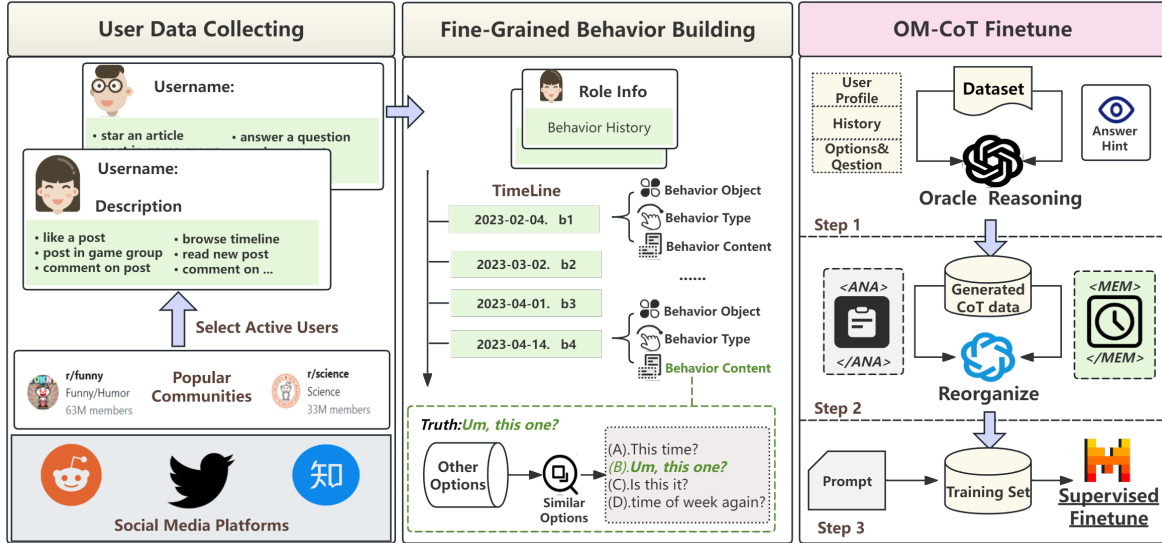 User Data Collecting
Username:
• star an article
• answer a question
Username:
Description
• like a post
• post in game group
• comment on post
• browse timeline
• read new post
• comment on ...
Select Active Users
r/funny
Funny/Humor
63M members
Popular
Communities
r/science
Science
33M members
知
Social Media Platforms
Fine-Grained Behavior Building
Role Info
Behavior History
TimeLine
2023-02-04. b1
Behavior Object
Behavior Type
Behavior Content
2023-03-02. b2
......
2023-04-01. b3
2023-04-14. b4
Behavior Object
Behavior Type
Behavior Content
Truth:Um, this one?
Other
Options
Similar
Options
(A).This time?
(B).Um, this one?
(C).Is this it?
(D).time of week again?
OM-CoT Finetune
User
Profile
History
Options&
Qestion
Dataset
Answer
Hint
Oracle Reasoning
Step 1
<ANA>
</ANA>
Generated
CoT data
<MEM>
</MEM>
Reorganize
Step 2
Prompt
Training Set
Supervised
Finetune
Step 3